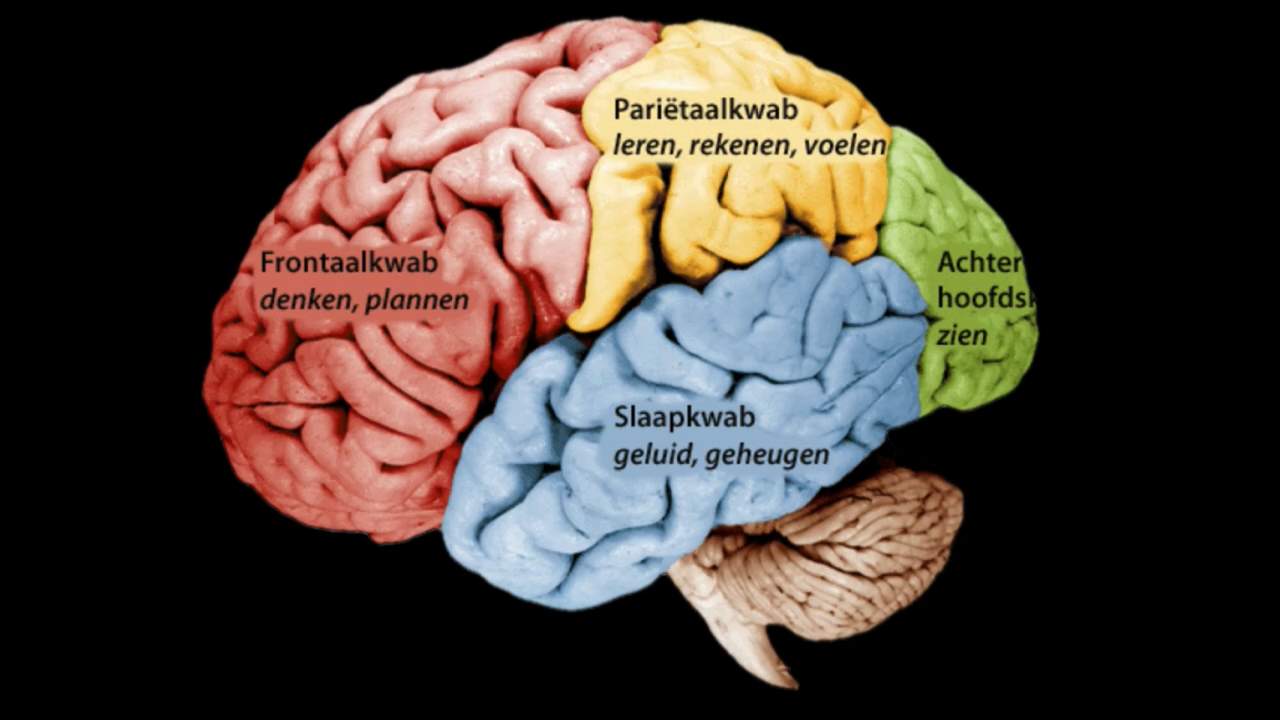 Pariëtaalkwab
leren, rekenen, voelen
Frontaalkwab
denken, plannen
Achter
zien
Slaapkwab
geluid, geheugen